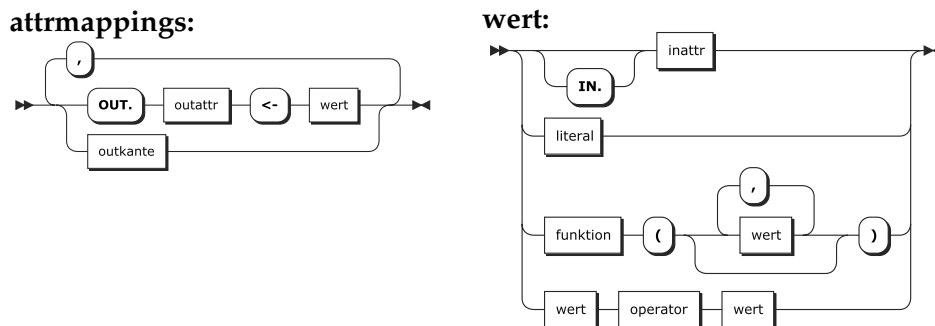 attrmappings:
,
OUT. outattr <- wert
outkante
wert:
IN. inattr
literal
,
funktion ( wert )
wert operator wert